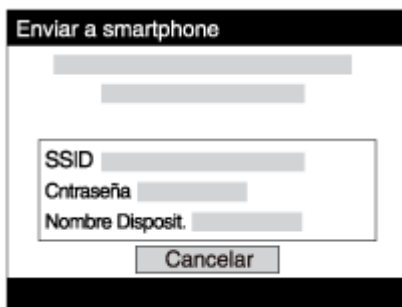 Enviar a smartphone
SSID
Cntraseña
Nombre Disposit.
Cancelar